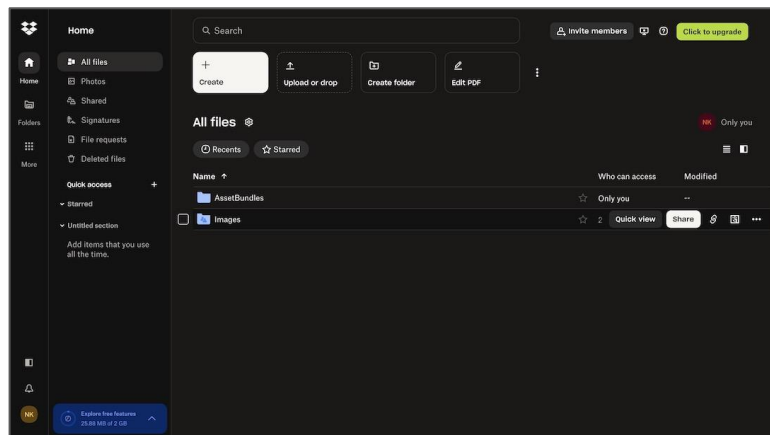 Home
Search
Invite members
Click to upgrade
Home
Folders
More
All files
Photos
Shared
Signatures
File requests
Deleted files
Quick access +
Starred
Untitled section
Add items that you use
all the time.
NK
Explore free features
25.88 MB of 2 GB
Create
Upload or drop
Create folder
Edit PDF
All files
NK Only you
Recents
Starred
Name Who can access Modified
AssetBundles Only you --
Images 2 Quick view Share